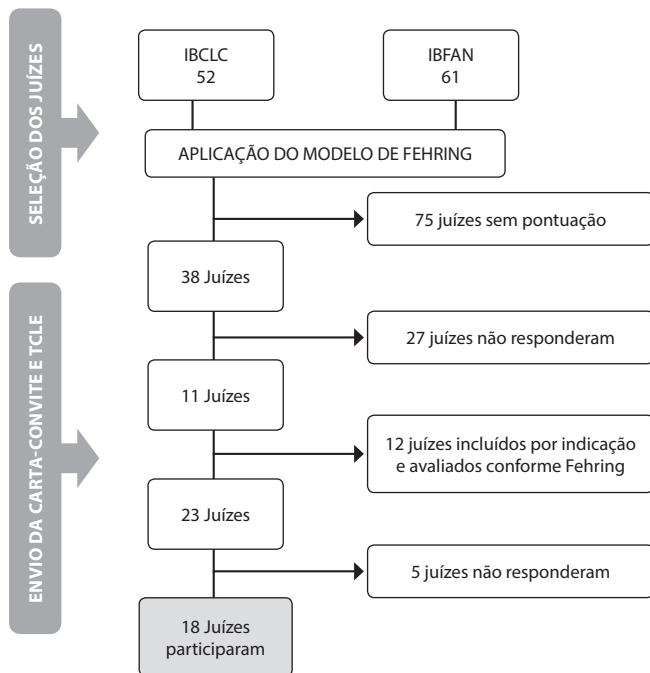 SELEÇÃO DOS JUÍZES
IBCLC
52
IBFAN
61
APLICAÇÃO DO MODELO DE FEHRING
75 juízes sem pontuação
38 Juízes
ENVIO DA CARTA-CONVITE E TCLE
27 juízes não responderam
11 Juízes
12 juízes incluídos por indicação
e avaliados conforme Fehring
23 Juízes
5 juízes não responderam
18 Juízes
participaram